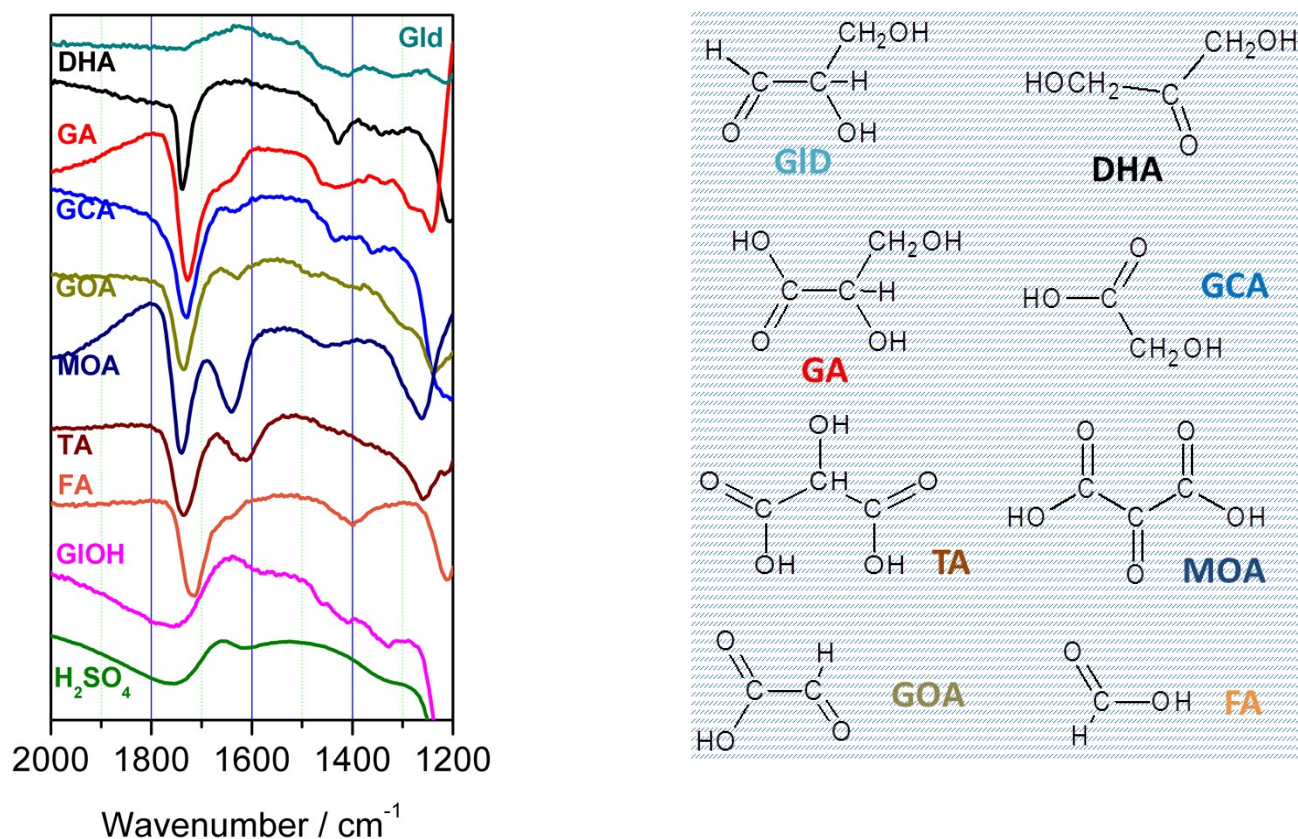 Gld
DHA
GA
GCA
GOA
MOA
TA
FA
GlOH
H₂SO₄
2000 1800 1600 1400 1200
Wavenumber / cm⁻¹
H
CH₂OH
C
C
H
O
OH
GlD
CH₂OH
HOCH₂
C
O
DHA
HO
CH₂OH
C
C
H
O
OH
GA
O
HO
C
CH₂OH
GCA
OH
O
CH
O
C
C
OH
OH
TA
O
O
C
C
HO
C
OH
O
MOA
O
H
C
C
HO
O
GOA
O
C
OH
H
FA